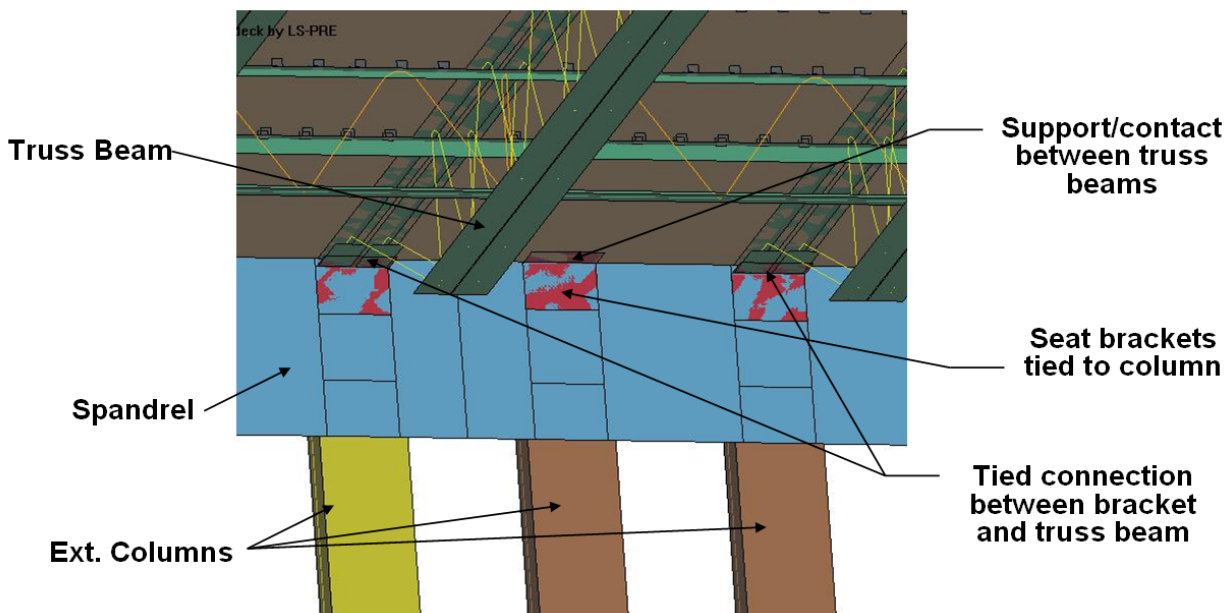 eck by LS-PRE
Truss Beam
Support/contact
between truss
beams
Seat brackets
tied to column
Spandrel
Tied connection
between bracket
and truss beam
Ext. Columns